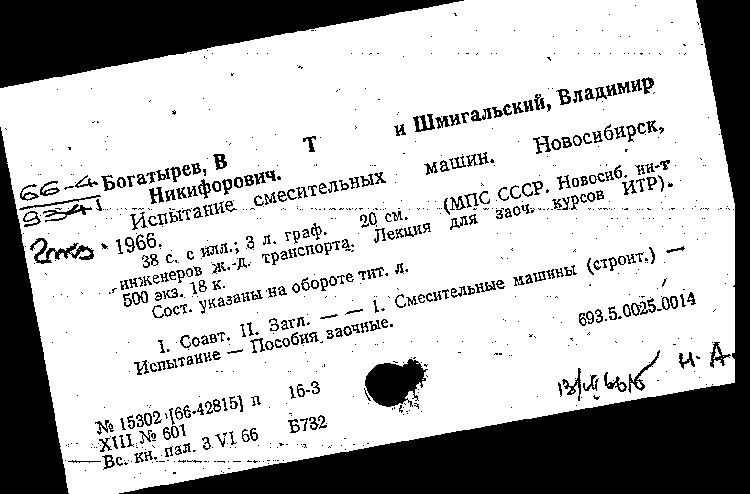 Богатырев, В Т и Шмигальский, Владимир
Никифорович.
66-4
9341
Испытание смесительных машин. Новосибирск,
1966.
38 с. с илл.; 3 л. граф. 20 см. (МПС СССР. Новосиб. ин-т
инженеров ж.-д. транспорта. Лекция для заоч. курсов ИТР).
500 экз. 18 к.
Сост. указаны на обороте тит. л.
I. Соавт. II. Загл. — — 1. Смесительные машины (строит.) —
Испытание — Пособия заочные.
693.5.0025.0014
№ 15302 [66-42815] п 16-3
XIII № 601
Вс. кн. пал. 3 VI 66 Б732
Н. А.